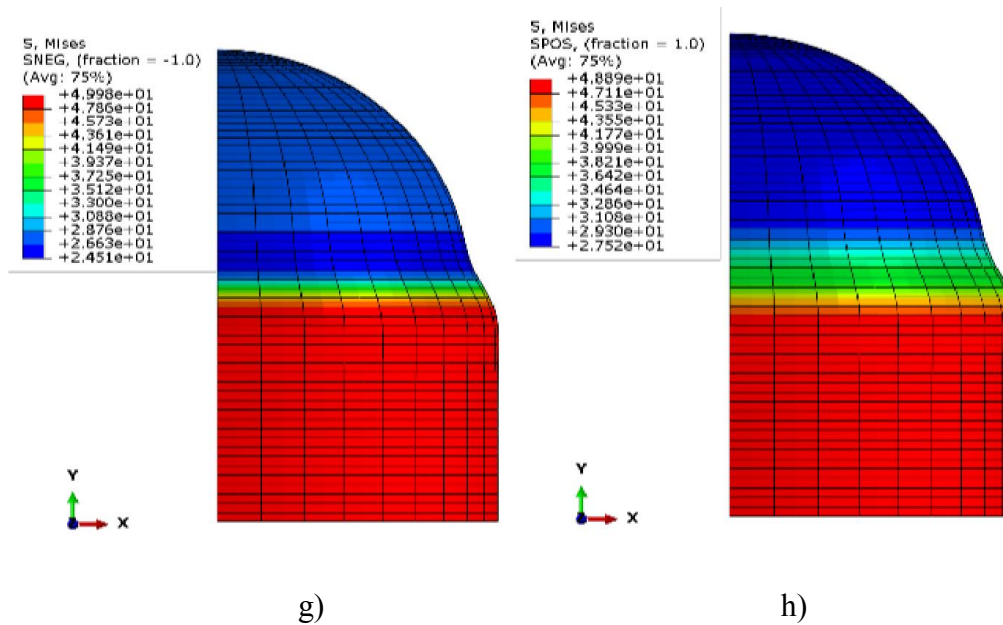 S, Mises
SNEG, (fraction = -1.0)
(Avg: 75%)
+4.998e+01
+4.786e+01
+4.573e+01
+4.361e+01
+4.149e+01
+3.937e+01
+3.725e+01
+3.512e+01
+3.300e+01
+3.088e+01
+2.876e+01
+2.663e+01
+2.451e+01
Y
X
S, Mises
SPOS, (fraction = 1.0)
(Avg: 75%)
+4.889e+01
+4.711e+01
+4.533e+01
+4.355e+01
+4.177e+01
+3.999e+01
+3.821e+01
+3.642e+01
+3.464e+01
+3.286e+01
+3.108e+01
+2.930e+01
+2.752e+01
Y
X
g)
h)